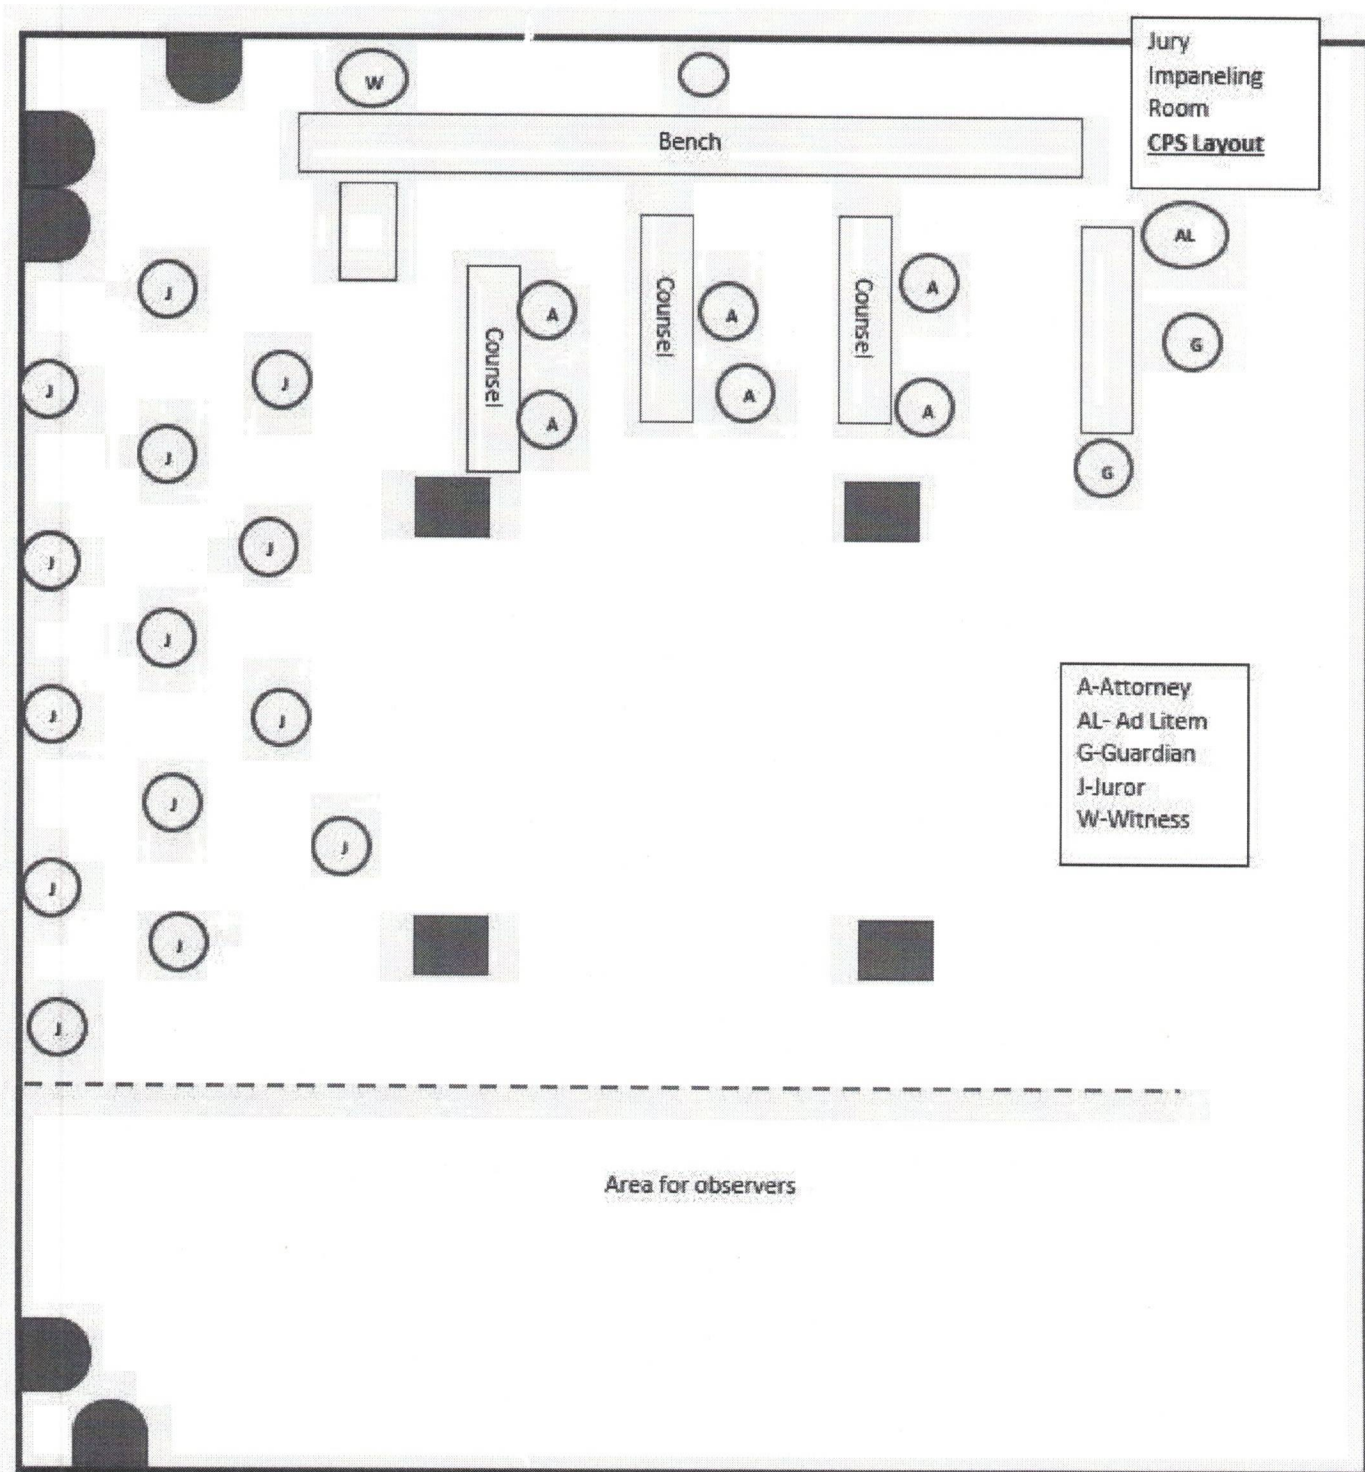 Jury
Impaneling
Room
CPS Layout
W
Bench
AL
J
A
A
A
Counsel
Counsel
Counsel
G
J
J
A
A
A
J
G
J
J
J
A-Attorney
AL- Ad Litem
G-Guardian
J-Juror
W-Witness
J
J
J
J
J
J
J
Area for observers